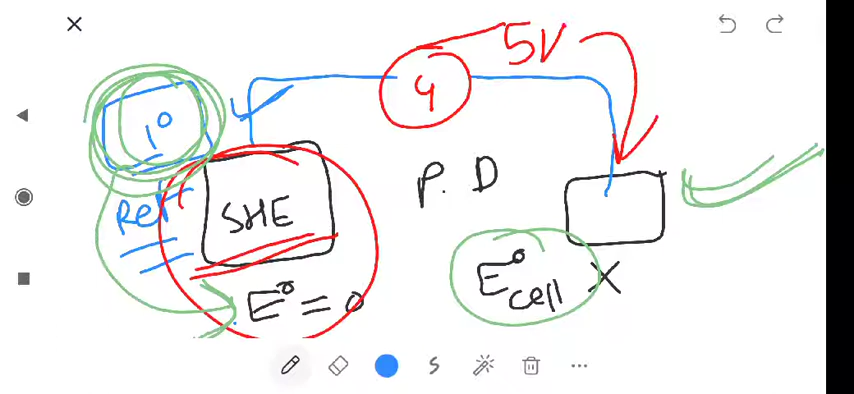 5V
1°
P.D
Ref
SHE
E° = 0
E°cell X